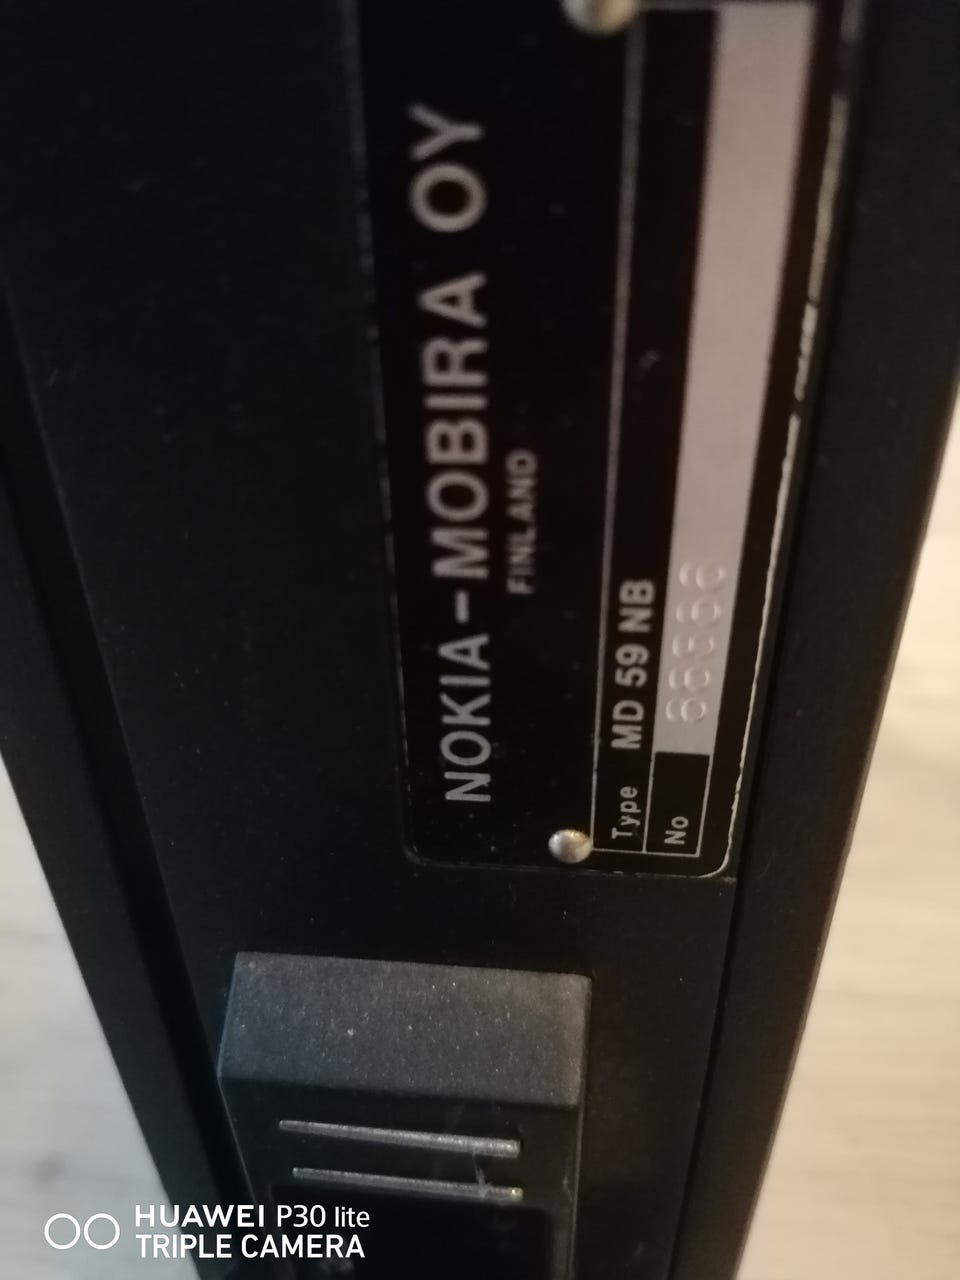 NOKIA-MOBIRA OY
FINLAND
Type MD 59 NB
No
HUAWEI P30 lite
TRIPLE CAMERA